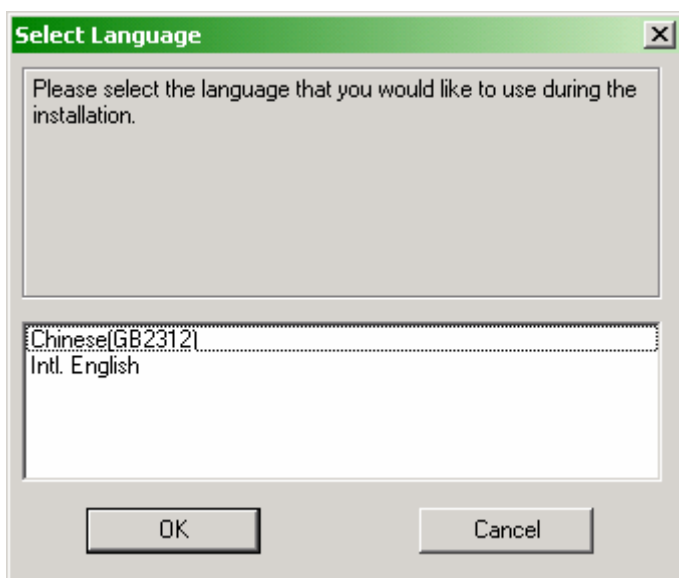 Select Language
Please select the language that you would like to use during the
installation.
Chinese(GB2312)
Intl. English
OK
Cancel